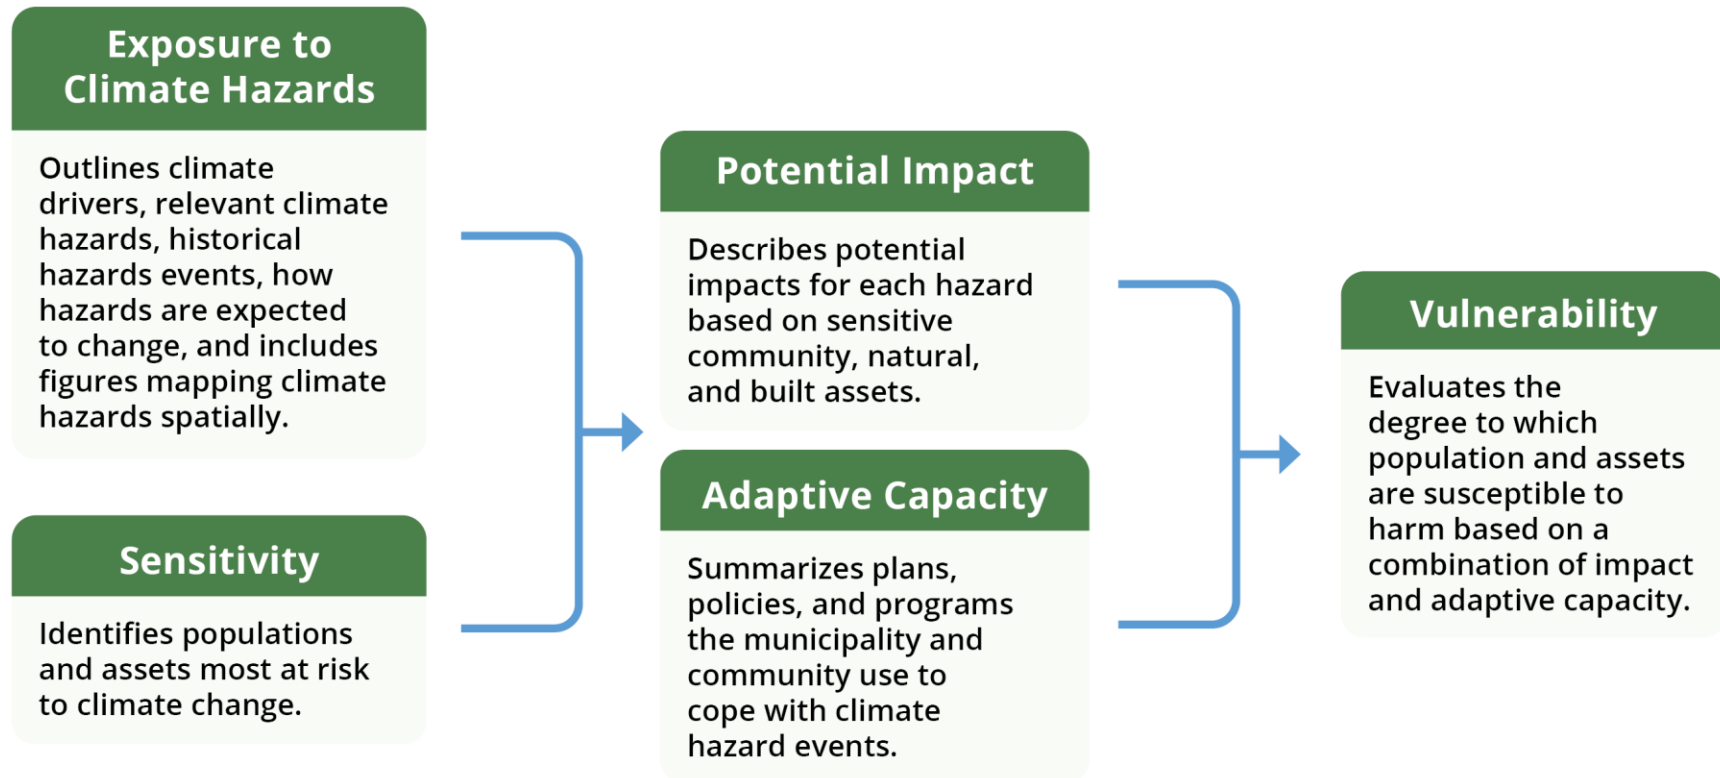 Exposure to
Climate Hazards
Outlines climate
drivers, relevant climate
hazards, historical
hazards events, how
hazards are expected
to change, and includes
figures mapping climate
hazards spatially.
Sensitivity
Identifies populations
and assets most at risk
to climate change.
Potential Impact
Describes potential
impacts for each hazard
based on sensitive
community, natural,
and built assets.
Adaptive Capacity
Summarizes plans,
policies, and programs
the municipality and
community use to
cope with climate
hazard events.
Vulnerability
Evaluates the
degree to which
population and assets
are susceptible to
harm based on a
combination of impact
and adaptive capacity.